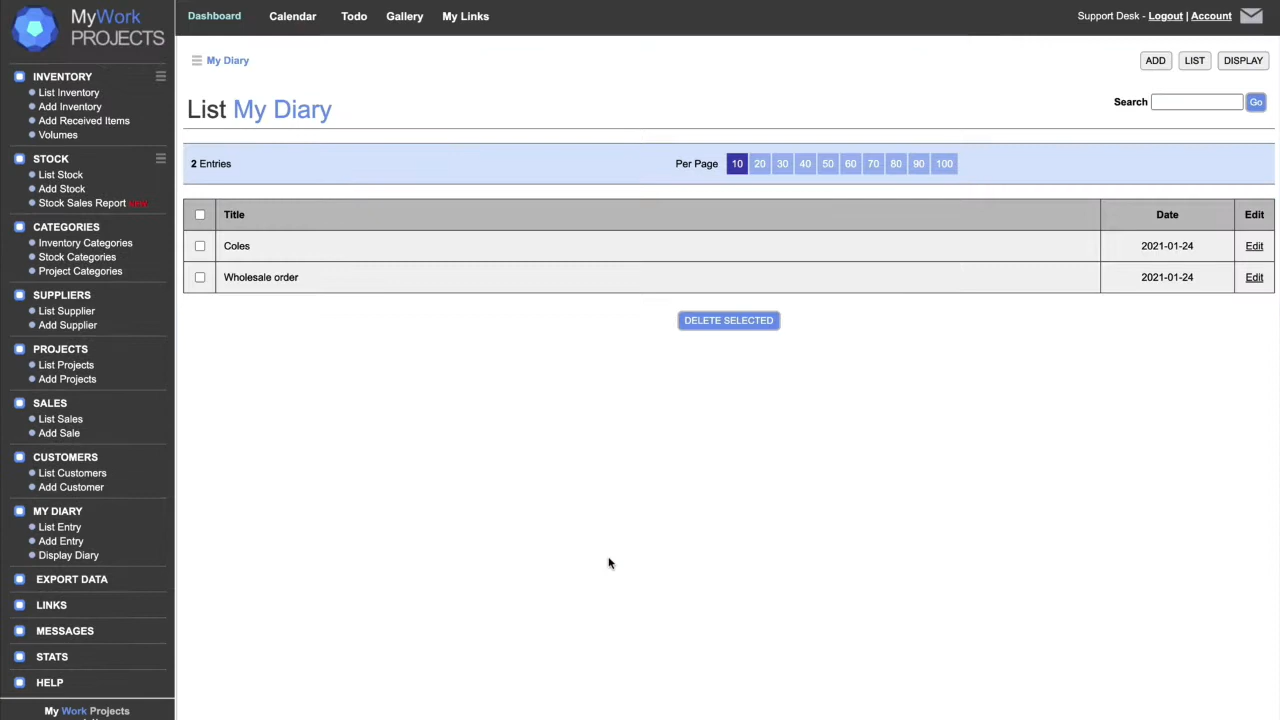 MyWork
PROJECTS
Dashboard Calendar Todo Gallery My Links
Support Desk - Logout | Account
INVENTORY
List Inventory
Add Inventory
Add Received Items
Volumes
STOCK
List Stock
Add Stock
Stock Sales Report NEW
CATEGORIES
Inventory Categories
Stock Categories
Project Categories
SUPPLIERS
List Supplier
Add Supplier
PROJECTS
List Projects
Add Projects
SALES
List Sales
Add Sale
CUSTOMERS
List Customers
Add Customer
MY DIARY
List Entry
Add Entry
Display Diary
EXPORT DATA
LINKS
MESSAGES
STATS
HELP
My Work Projects
My Diary
ADD LIST DISPLAY
List My Diary
Search Go
2 Entries
Per Page 10 20 30 40 50 60 70 80 90 100
Title Date Edit
Coles 2021-01-24 Edit
Wholesale order 2021-01-24 Edit
DELETE SELECTED